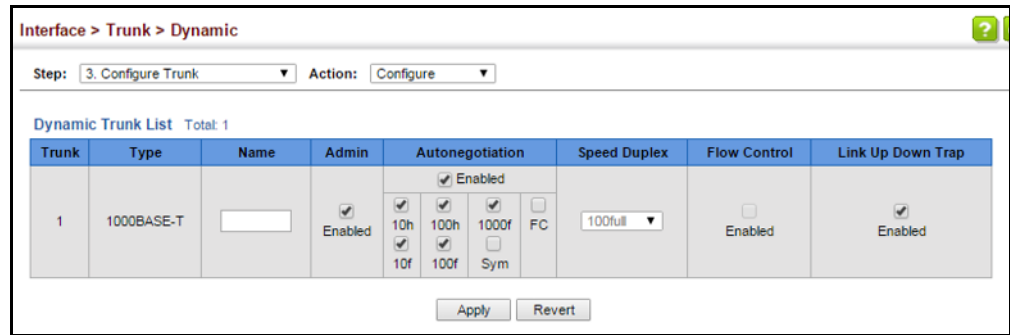 Interface > Trunk > Dynamic
?
Step: 3. Configure Trunk Action: Configure
Dynamic Trunk List Total: 1
Trunk Type Name Admin Autonegotiation Speed Duplex Flow Control Link Up Down Trap
Enabled
1 1000BASE-T Enabled 10h 100h 1000f FC 100full Enabled Enabled
10f 100f Sym
Apply Revert